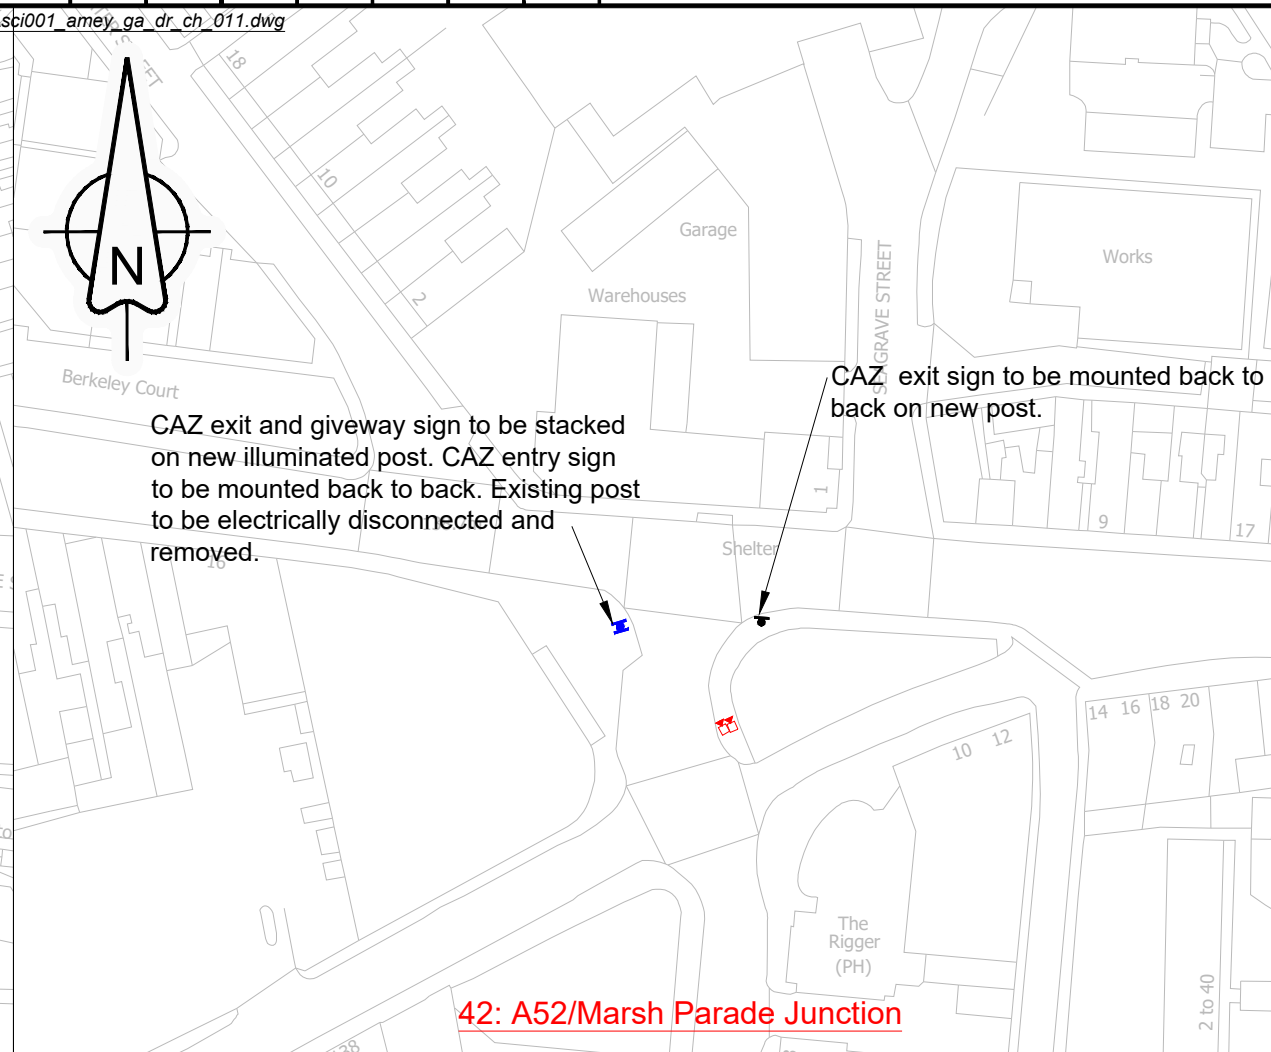 sci001_amey_ga_dr_ch_011.dwg
18
10
2
N
Garage
Warehouses
SEAGRAVE STREET
Works
Berkeley Court
CAZ exit sign to be mounted back to
back on new post.
CAZ exit and giveway sign to be stacked
on new illuminated post. CAZ entry sign
to be mounted back to back. Existing post
to be electrically disconnected and
removed.
16
1
Shelter
9
17
14 16 18 20
10 12
The
Rigger
(PH)
2 to 40
38
42: A52/Marsh Parade Junction